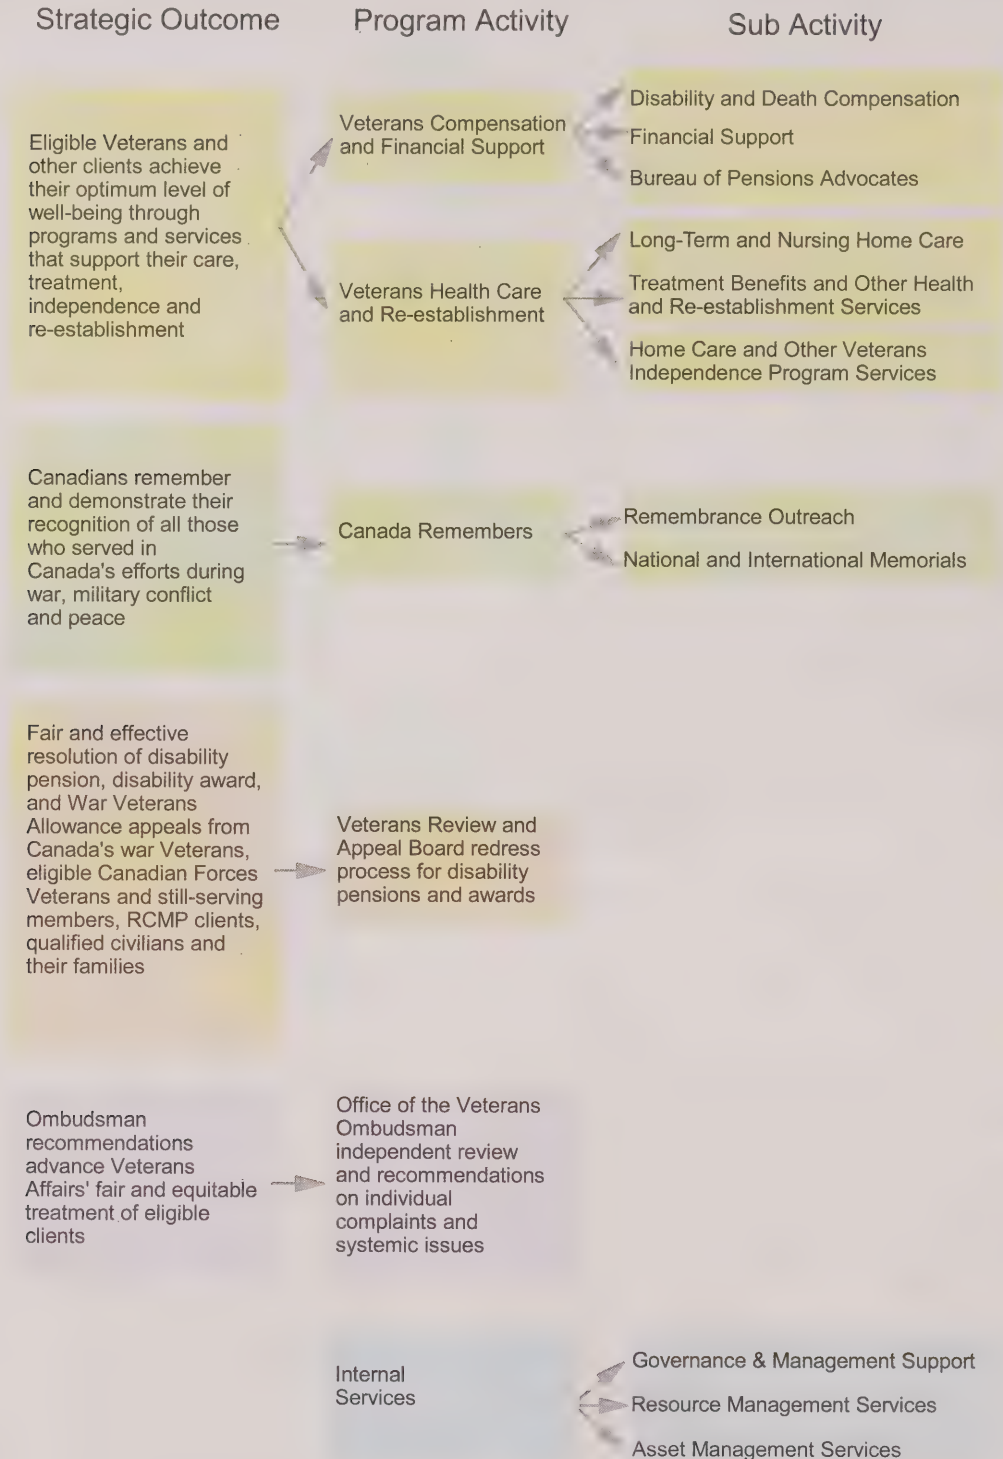 Strategic Outcome
Program Activity
Sub Activity
Eligible Veterans and
other clients achieve
their optimum level of
well-being through
programs and services
that support their care,
treatment,
independence and
re-establishment
Veterans Compensation
and Financial Support
Disability and Death Compensation
Financial Support
Bureau of Pensions Advocates
Veterans Health Care
and Re-establishment
Long-Term and Nursing Home Care
Treatment Benefits and Other Health
and Re-establishment Services
Home Care and Other Veterans
Independence Program Services
Canadians remember
and demonstrate their
recognition of all those
who served in
Canada's efforts during
war, military conflict
and peace
Canada Remembers
Remembrance Outreach
National and International Memorials
Fair and effective
resolution of disability
pension, disability award,
and War Veterans
Allowance appeals from
Canada's war Veterans,
eligible Canadian Forces
Veterans and still-serving
members, RCMP clients,
qualified civilians and
their families
Veterans Review and
Appeal Board redress
process for disability
pensions and awards
Ombudsman
recommendations
advance Veterans
Affairs' fair and equitable
treatment of eligible
clients
Office of the Veterans
Ombudsman
independent review
and recommendations
on individual
complaints and
systemic issues
Internal
Services
Governance & Management Support
Resource Management Services
Asset Management Services